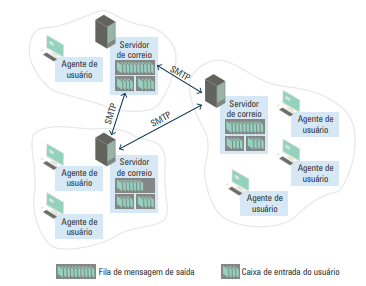 Servidor
de correio
Agente de
usuário
SMTP
SMTP
SMTP
Servidor
de correio
Agente de
usuário
Agente de
usuário
Agente de
usuário
Servidor
de correio
Agente de
usuário
Agente de
usuário
Fila de mensagem de saída
Caixa de entrada do usuário